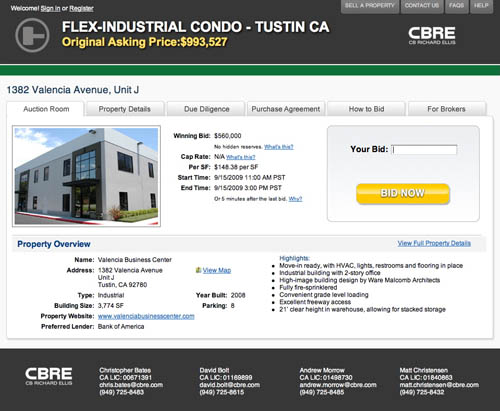 Welcome! Sign in or Register
SELL A PROPERTY CONTACT US FAQS HELP
FLEX-INDUSTRIAL CONDO - TUSTIN CA
Original Asking Price:$993,527
CBRE
CB RICHARD ELLIS
1382 Valencia Avenue, Unit J
Auction Room Property Details Due Diligence Purchase Agreement How to Bid For Brokers
Winning Bid: $560,000
No hidden reserves. What's this?
Cap Rate: N/A What's this?
Per SF: $148.38 per SF
Start Time: 9/15/2009 11:00 AM PST
End Time: 9/15/2009 3:00 PM PST
Or 5 minutes after the last bid. Why?
Your Bid:
BID NOW
Property Overview
View Full Property Details
Name: Valencia Business Center
Address: 1382 Valencia Avenue
Unit J
Tustin, CA 92780
View Map
Type: Industrial
Year Built: 2008
Building Size: 3,774 SF
Parking: 8
Property Website: www.valenciabusinesscenter.com
Preferred Lender: Bank of America
Highlights:
Move-in ready, with HVAC, lights, restrooms and flooring in place
Industrial building with 2-story office
High-image building design by Ware Malcomb Architects
Fully fire-sprinklered
Convenient grade level loading
Excellent freeway access
21' clear height in warehouse, allowing for stacked storage
CBRE
CB RICHARD ELLIS
Christopher Bates
CA LIC: 00671391
chris.bates@cbre.com
(949) 725-8483
David Bolt
CA LIC: 01169899
david.bolt@cbre.com
(949) 725-8615
Andrew Morrow
CA LIC: 01498730
andrew.morrow@cbre.com
(949) 725-8485
Matt Christensen
CA LIC: 01840863
matt.christensen@cbre.com
(949) 725-8432